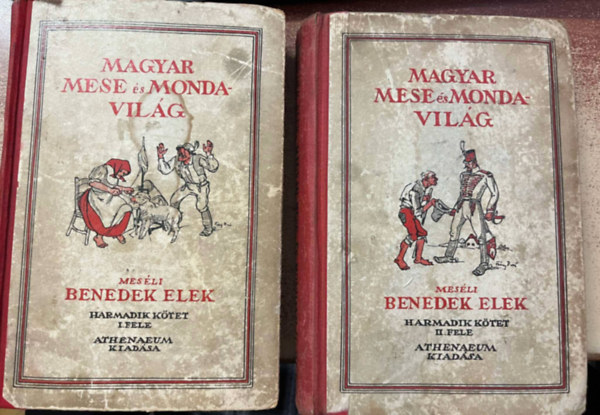 MAGYAR
MESE és MONDA-
VILÁG
MESÉLI
BENEDEK ELEK
HARMADIK KÖTET
I. FELE
ATHENAEUM
KIADÁSA
MAGYAR
MESE és MONDA-
VILÁG
MESÉLI
BENEDEK ELEK
HARMADIK KÖTET
II. FELE
ATHENAEUM
KIADÁSA